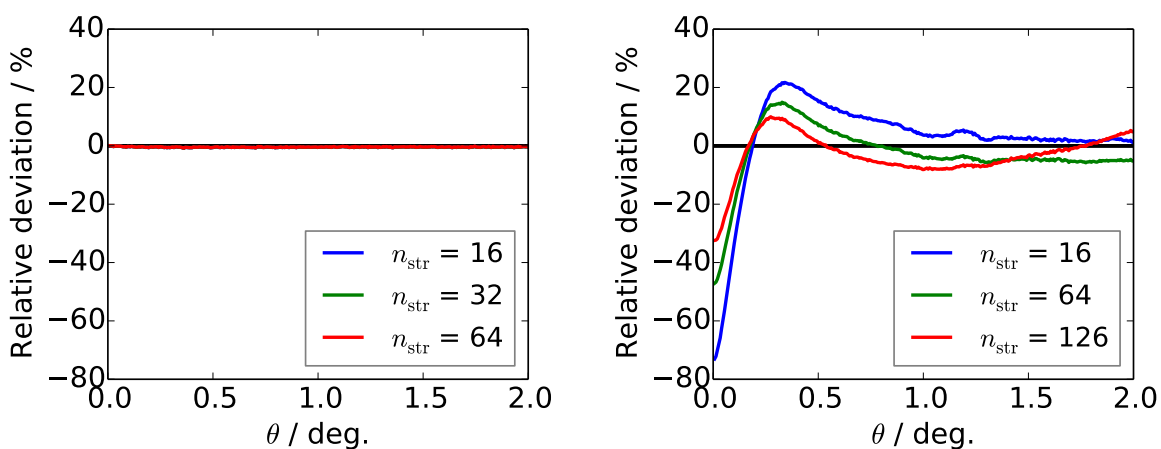 Relative deviation / %
40
20
0
−20
−40
−60
−80
n_str = 16
n_str = 32
n_str = 64
0.0 0.5 1.0 1.5 2.0
θ / deg.
Relative deviation / %
40
20
0
−20
−40
−60
−80
n_str = 16
n_str = 64
n_str = 126
0.0 0.5 1.0 1.5 2.0
θ / deg.